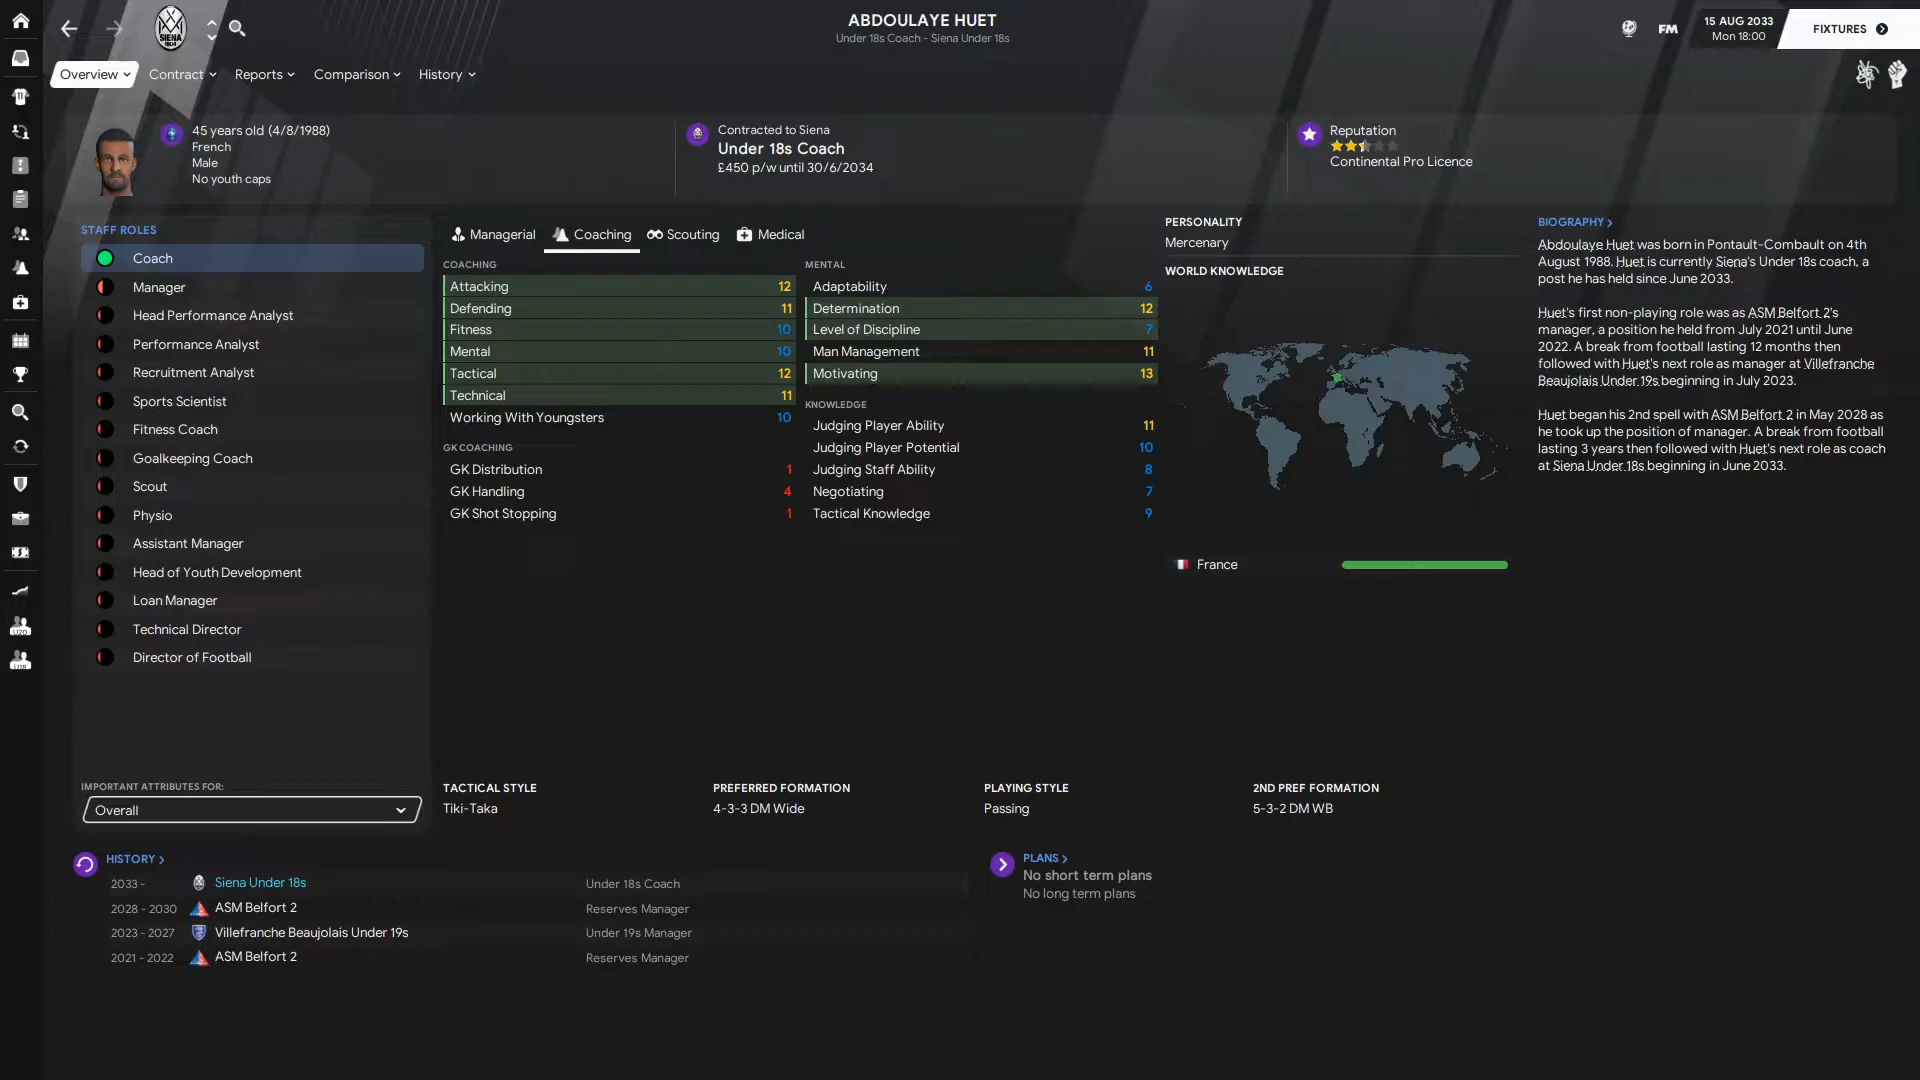 ABDOULAYE HUET
Under 18s Coach - Siena Under 18s
SIENA
1904
FM
15 AUG 2033
Mon 18:00
FIXTURES
Overview
Contract
Reports
Comparison
History
45 years old (4/8/1988)
French
Male
No youth caps
Contracted to Siena
Under 18s Coach
£450 p/w until 30/6/2034
Reputation
Continental Pro Licence
STAFF ROLES
Coach
Manager
Head Performance Analyst
Performance Analyst
Recruitment Analyst
Sports Scientist
Fitness Coach
Goalkeeping Coach
Scout
Physio
Assistant Manager
Head of Youth Development
Loan Manager
Technical Director
Director of Football
IMPORTANT ATTRIBUTES FOR:
Overall
Managerial
Coaching
Scouting
Medical
COACHING
Attacking 12
Defending 11
Fitness 10
Mental 10
Tactical 12
Technical 11
Working With Youngsters 10
GK COACHING
GK Distribution 1
GK Handling 4
GK Shot Stopping 1
MENTAL
Adaptability 6
Determination 12
Level of Discipline 7
Man Management 11
Motivating 13
KNOWLEDGE
Judging Player Ability 11
Judging Player Potential 10
Judging Staff Ability 8
Negotiating 7
Tactical Knowledge 9
PERSONALITY
Mercenary
WORLD KNOWLEDGE
France
BIOGRAPHY
Abdoulaye Huet was born in Pontault-Combault on 4th
August 1988. Huet is currently Siena's Under 18s coach, a
post he has held since June 2033.
Huet's first non-playing role was as ASM Belfort 2's
manager, a position he held from July 2021 until June
2022. A break from football lasting 12 months then
followed with Huet's next role as manager at Villefranche
Beaujolais Under 19s beginning in July 2023.
Huet began his 2nd spell with ASM Belfort 2 in May 2028 as
he took up the position of manager. A break from football
lasting 3 years then followed with Huet's next role as coach
at Siena Under 18s beginning in June 2033.
TACTICAL STYLE
Tiki-Taka
PREFERRED FORMATION
4-3-3 DM Wide
PLAYING STYLE
Passing
2ND PREF FORMATION
5-3-2 DM WB
HISTORY
2033 - Siena Under 18s Under 18s Coach
2028 - 2030 ASM Belfort 2 Reserves Manager
2023 - 2027 Villefranche Beaujolais Under 19s Under 19s Manager
2021 - 2022 ASM Belfort 2 Reserves Manager
PLANS
No short term plans
No long term plans
U20
U18